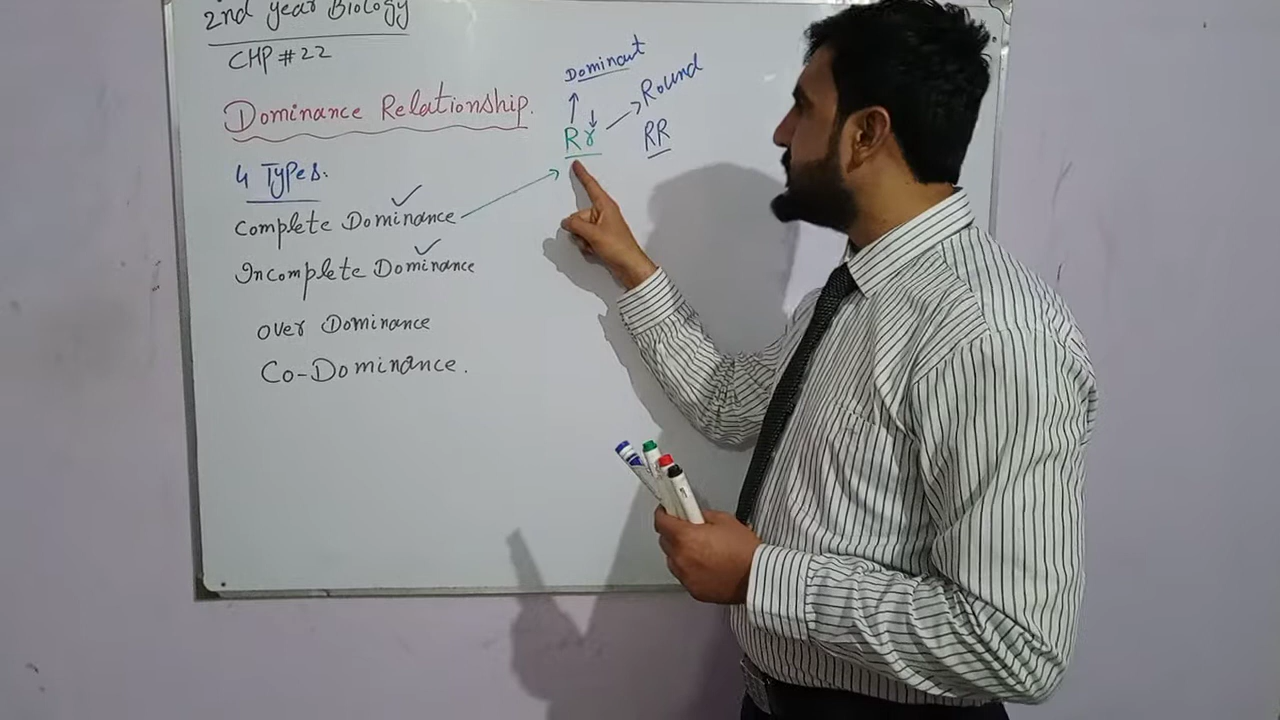 2nd year Biology
CHP # 22
Dominance Relationship.
4 Types.
Complete Dominance
Incomplete Dominance
over Dominance
Co-Dominance.
Dominant
Round
Rr
RR